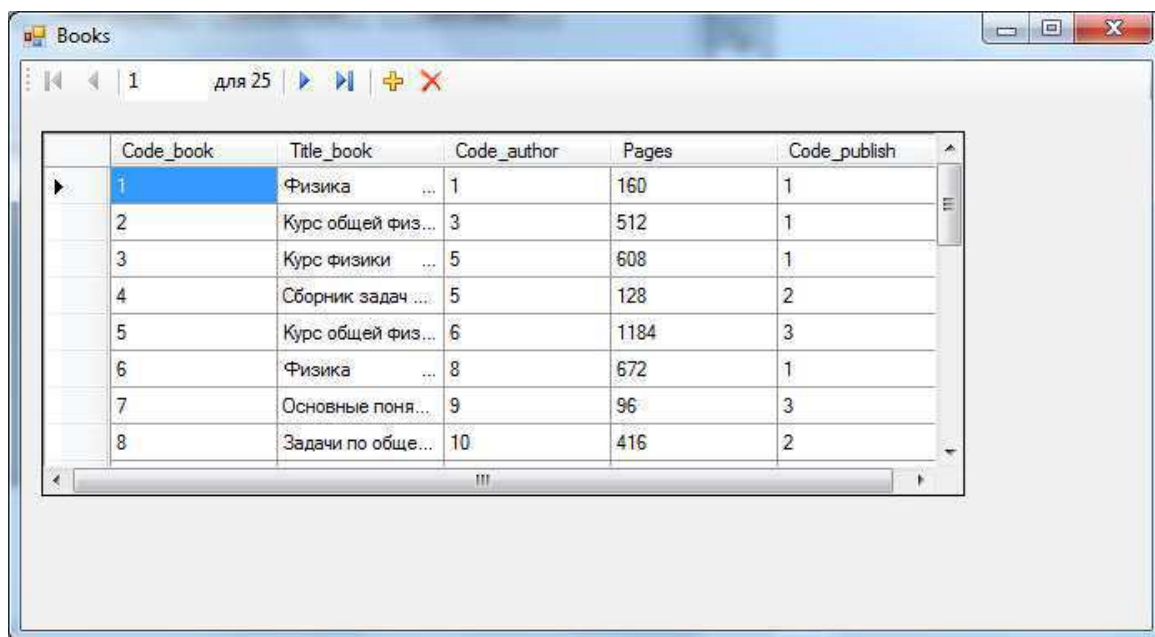 Books
1 для 25
Code_book Title_book Code_author Pages Code_publish
1 Физика ... 1 160 1
2 Курс общей физ... 3 512 1
3 Курс физики ... 5 608 1
4 Сборник задач ... 5 128 2
5 Курс общей физ... 6 1184 3
6 Физика ... 8 672 1
7 Основные поня... 9 96 3
8 Задачи по обще... 10 416 2